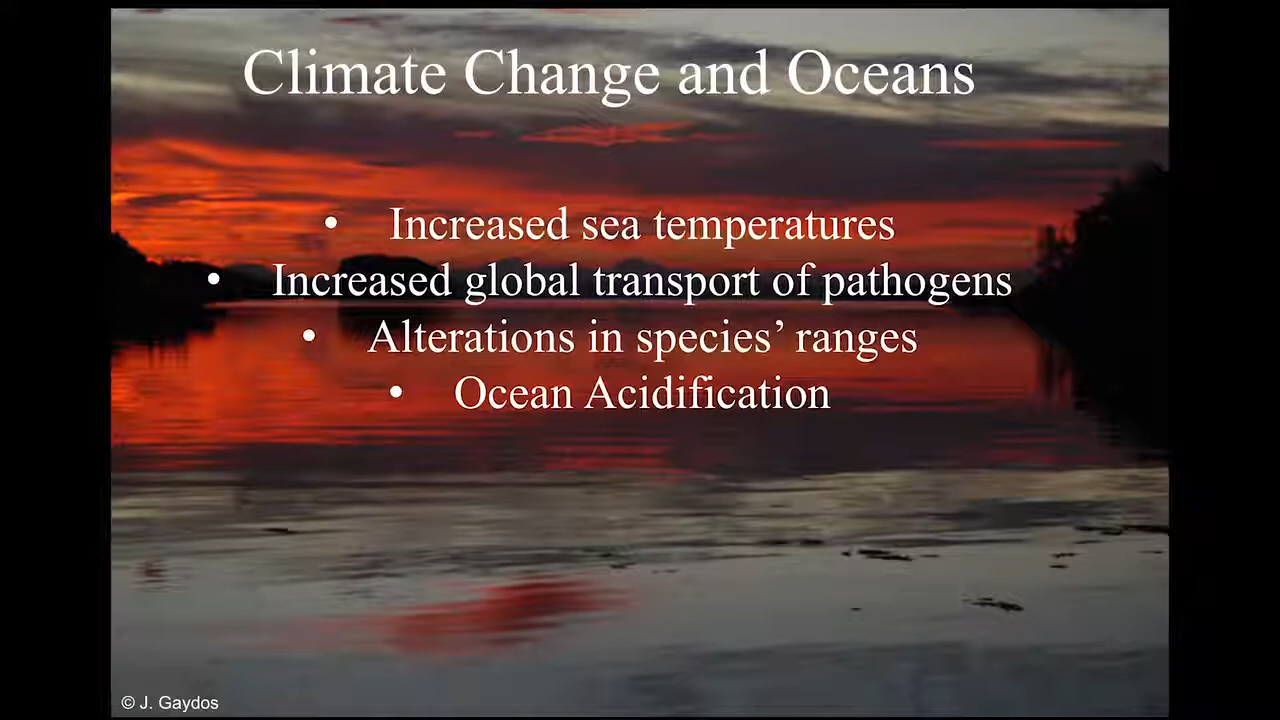 Climate Change and Oceans
• Increased sea temperatures
• Increased global transport of pathogens
• Alterations in species’ ranges
• Ocean Acidification
© J. Gaydos